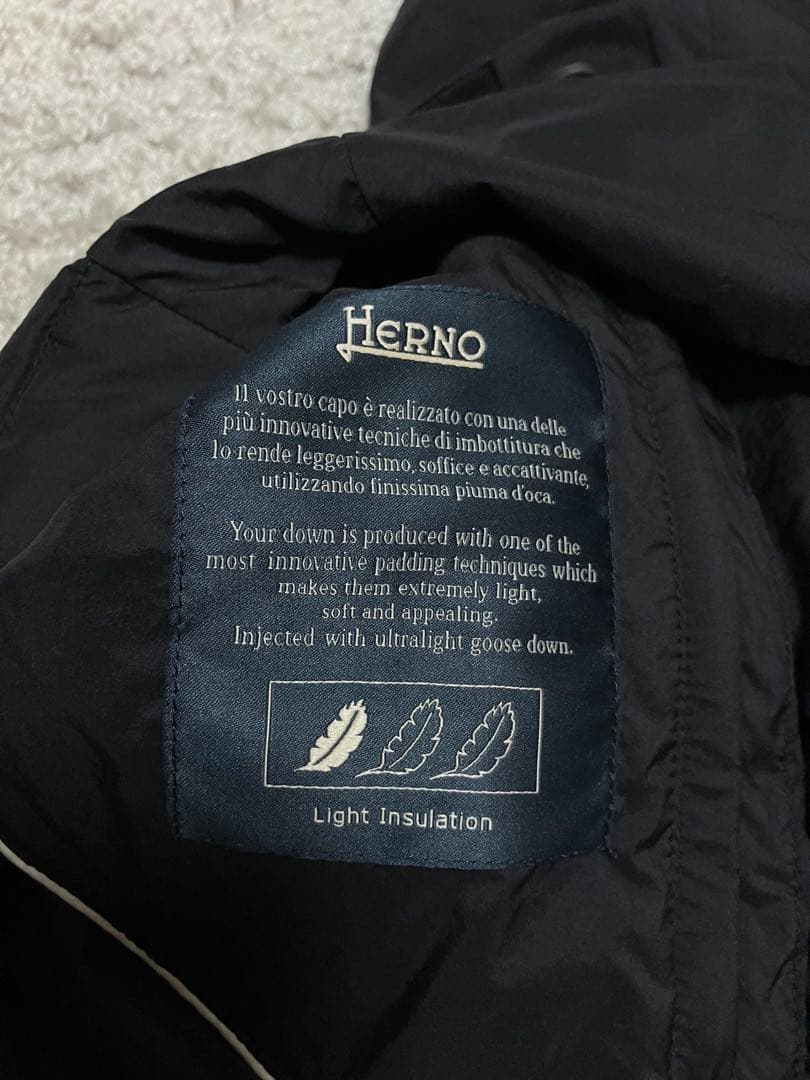 HERNO
Il vostro capo è realizzato con una delle
più innovative tecniche di imbottitura che
lo rende leggerissimo, soffice e accattivante,
utilizzando finissima piuma d'oca.
Your down is produced with one of the
most innovative padding techniques which
makes them extremely light,
soft and appealing.
Injected with ultralight goose down.
Light Insulation